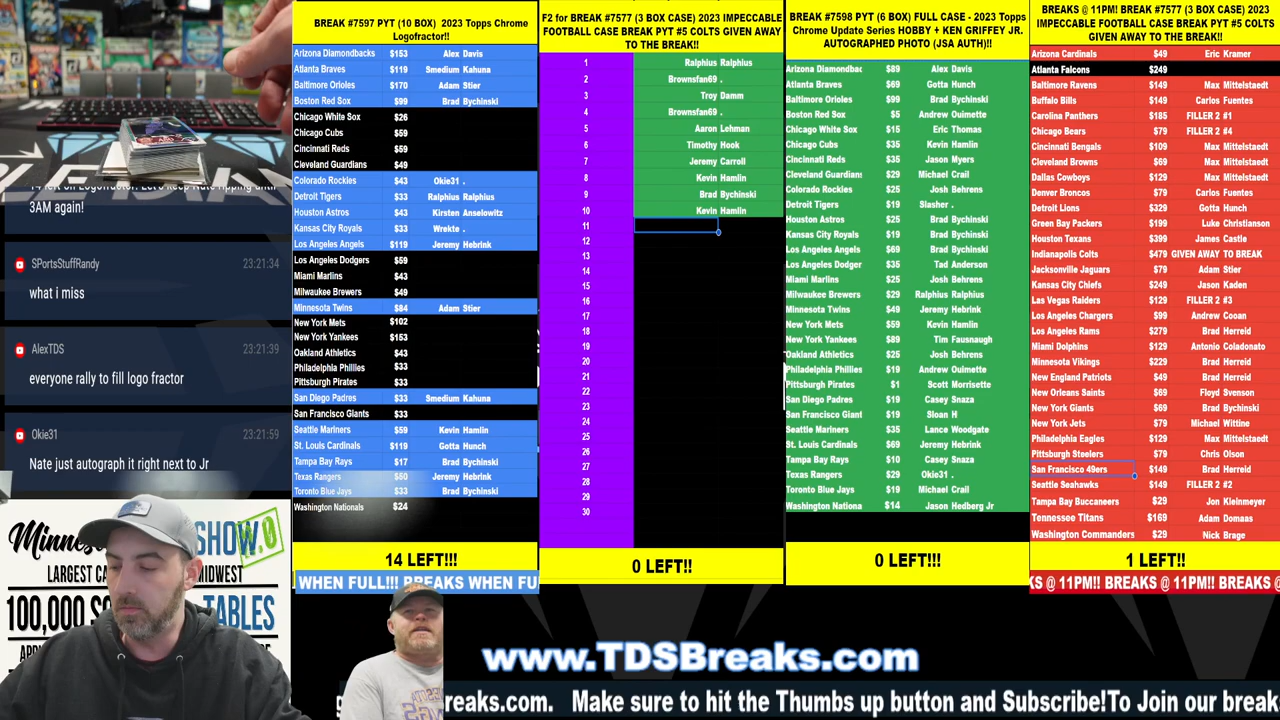 3AM again!
SPortsStuffRandy 23:21:34
what i miss
AlexTDS 23:21:39
everyone rally to fill logo fractor
Okie31 23:21:59
Nate just autograph it right next to Jr
SHOW
LARGEST
100,000
TABLES
BREAK #7597 PYT (10 BOX) 2023 Topps Chrome
Logofractor!!
Arizona Diamondbacks $153 Alex Davis
Atlanta Braves $119 Smedium Kahuna
Baltimore Orioles $170 Adam Stier
Boston Red Sox $99 Brad Bychinski
Chicago White Sox $26
Chicago Cubs $59
Cincinnati Reds $59
Cleveland Guardians $49
Colorado Rockies $43 Okie31 .
Detroit Tigers $33 Ralphius Ralphius
Houston Astros $43 Kirsten Anselowitz
Kansas City Royals $33 Wrekte .
Los Angeles Angels $119 Jeremy Hebrink
Los Angeles Dodgers $59
Miami Marlins $43
Milwaukee Brewers $49
Minnesota Twins $84 Adam Stier
New York Mets $102
New York Yankees $153
Oakland Athletics $43
Philadelphia Phillies $33
Pittsburgh Pirates $33
San Diego Padres $33 Smedium Kahuna
San Francisco Giants $33
Seattle Mariners $59 Kevin Hamlin
St. Louis Cardinals $119 Gotta Hunch
Tampa Bay Rays $17 Brad Bychinski
Texas Rangers $50 Jeremy Hebrink
Toronto Blue Jays $33 Brad Bychinski
Washington Nationals $24
14 LEFT!!!
WHEN FULL!!! BREAKS WHEN FU
F2 for BREAK #7577 (3 BOX CASE) 2023 IMPECCABLE
FOOTBALL CASE BREAK PYT #5 COLTS GIVEN AWAY
TO THE BREAK!!
1 Ralphius Ralphius
2 Brownsfan69 .
3 Troy Damm
4 Brownsfan69 .
5 Aaron Lehman
6 Timothy Hook
7 Jeremy Carroll
8 Kevin Hamlin
9 Brad Bychinski
10 Kevin Hamlin
11
12
13
14
15
16
17
18
19
20
21
22
23
24
25
26
27
28
29
30
0 LEFT!!
BREAK #7598 PYT (6 BOX) FULL CASE - 2023 Topps
Chrome Update Series HOBBY + KEN GRIFFEY JR.
AUTOGRAPHED PHOTO (JSA AUTH)!!
Arizona Diamondbac $89 Alex Davis
Atlanta Braves $69 Gotta Hunch
Baltimore Orioles $99 Brad Bychinski
Boston Red Sox $5 Andrew Ouimette
Chicago White Sox $15 Eric Thomas
Chicago Cubs $35 Kevin Hamlin
Cincinnati Reds $35 Jason Myers
Cleveland Guardians $29 Michael Crail
Colorado Rockies $25 Josh Behrens
Detroit Tigers $19 Slasher .
Houston Astros $25 Brad Bychinski
Kansas City Royals $19 Brad Bychinski
Los Angeles Angels $69 Brad Bychinski
Los Angeles Dodger $35 Tad Anderson
Miami Marlins $25 Josh Behrens
Milwaukee Brewers $29 Ralphius Ralphius
Minnesota Twins $49 Jeremy Hebrink
New York Mets $59 Kevin Hamlin
New York Yankees $89 Tim Fausnaugh
Oakland Athletics $25 Josh Behrens
Philadelphia Phillies $19 Andrew Ouimette
Pittsburgh Pirates $1 Scott Morrisette
San Diego Padres $19 Casey Snaza
San Francisco Giant $19 Sloan H
Seattle Mariners $35 Lance Woodgate
St. Louis Cardinals $69 Jeremy Hebrink
Tampa Bay Rays $10 Casey Snaza
Texas Rangers $29 Okie31 .
Toronto Blue Jays $19 Michael Crail
Washington Nationa $14 Jason Hedberg Jr
0 LEFT!!
BREAKS @ 11PM! BREAK #7577 (3 BOX CASE) 2023
IMPECCABLE FOOTBALL CASE BREAK PYT #5 COLTS
GIVEN AWAY TO THE BREAK!!
Arizona Cardinals $49 Eric Kramer
Atlanta Falcons $249
Baltimore Ravens $149 Max Mittelstaedt
Buffalo Bills $149 Carlos Fuentes
Carolina Panthers $185 FILLER 2 #1
Chicago Bears $79 FILLER 2 #4
Cincinnati Bengals $109 Max Mittelstaedt
Cleveland Browns $69 Max Mittelstaedt
Dallas Cowboys $129 Max Mittelstaedt
Denver Broncos $79 Carlos Fuentes
Detroit Lions $329 Gotta Hunch
Green Bay Packers $199 Luke Christianson
Houston Texans $399 James Castle
Indianapolis Colts $479 GIVEN AWAY TO BREAK
Jacksonville Jaguars $79 Adam Stier
Kansas City Chiefs $249 Jason Kaden
Las Vegas Raiders $129 FILLER 2 #3
Los Angeles Chargers $99 Andrew Cooan
Los Angeles Rams $279 Brad Herreid
Miami Dolphins $129 Antonio Coladonato
Minnesota Vikings $229 Brad Herreid
New England Patriots $49 Brad Herreid
New Orleans Saints $69 Floyd Svenson
New York Giants $69 Brad Bychinski
New York Jets $79 Michael Wittine
Philadelphia Eagles $129 Max Mittelstaedt
Pittsburgh Steelers $79 Chris Olson
San Francisco 49ers $149 Brad Herreid
Seattle Seahawks $149 FILLER 2 #2
Tampa Bay Buccaneers $29 Jon Kleinmeyer
Tennessee Titans $169 Adam Domaas
Washington Commanders $29 Nick Brage
1 LEFT!!
KS @ 11PM!! BREAKS @ 11PM!! BREAKS @
www.TDSBreaks.com
reaks.com. Make sure to hit the Thumbs up button and Subscribe!To Join our break